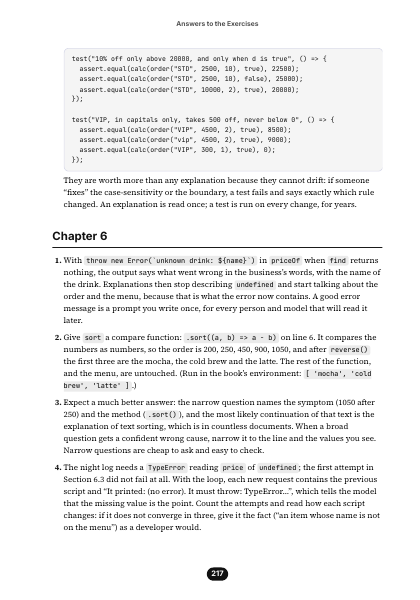 Answers to the Exercises
test("10% off only above 20000, and only when d is true", () => {
assert.equal(calc(order("STD", 2500, 10), true), 22500);
assert.equal(calc(order("STD", 2500, 10), false), 25000);
assert.equal(calc(order("STD", 10000, 2), true), 20000);
});
test("VIP, in capitals only, takes 500 off, never below 0", () => {
assert.equal(calc(order("VIP", 4500, 2), true), 8500);
assert.equal(calc(order("vip", 4500, 2), true), 9000);
assert.equal(calc(order("VIP", 300, 1), true), 0);
});
They are worth more than any explanation because they cannot drift: if someone
“fixes” the case-sensitivity or the boundary, a test fails and says exactly which rule
changed. An explanation is read once; a test is run on every change, for years.
Chapter 6
1. With throw new Error(`unknown drink: ${name}`) in priceOf when find returns
nothing, the output says what went wrong in the business’s words, with the name of
the drink. Explanations then stop describing undefined and start talking about the
order and the menu, because that is what the error now contains. A good error
message is a prompt you write once, for every person and model that will read it
later.
2. Give sort a compare function: .sort((a, b) => a - b) on line 6. It compares the
numbers as numbers, so the order is 200, 250, 450, 900, 1050, and after reverse()
the first three are the mocha, the cold brew and the latte. The rest of the function,
and the menu, are untouched. (Run in the book’s environment: [ 'mocha', 'cold
brew', 'latte' ].)
3. Expect a much better answer: the narrow question names the symptom (1050 after
250) and the method (.sort()), and the most likely continuation of that text is the
explanation of text sorting, which is in countless documents. When a broad
question gets a confident wrong cause, narrow it to the line and the values you see.
Narrow questions are cheap to ask and easy to check.
4. The night log needs a TypeError reading price of undefined; the first attempt in
Section 6.3 did not fail at all. With the loop, each new request contains the previous
script and “It printed: (no error). It must throw: TypeError…”, which tells the model
that the missing value is the point. Count the attempts and read how each script
changes: if it does not converge in three, give it the fact (“an item whose name is not
on the menu”) as a developer would.
217